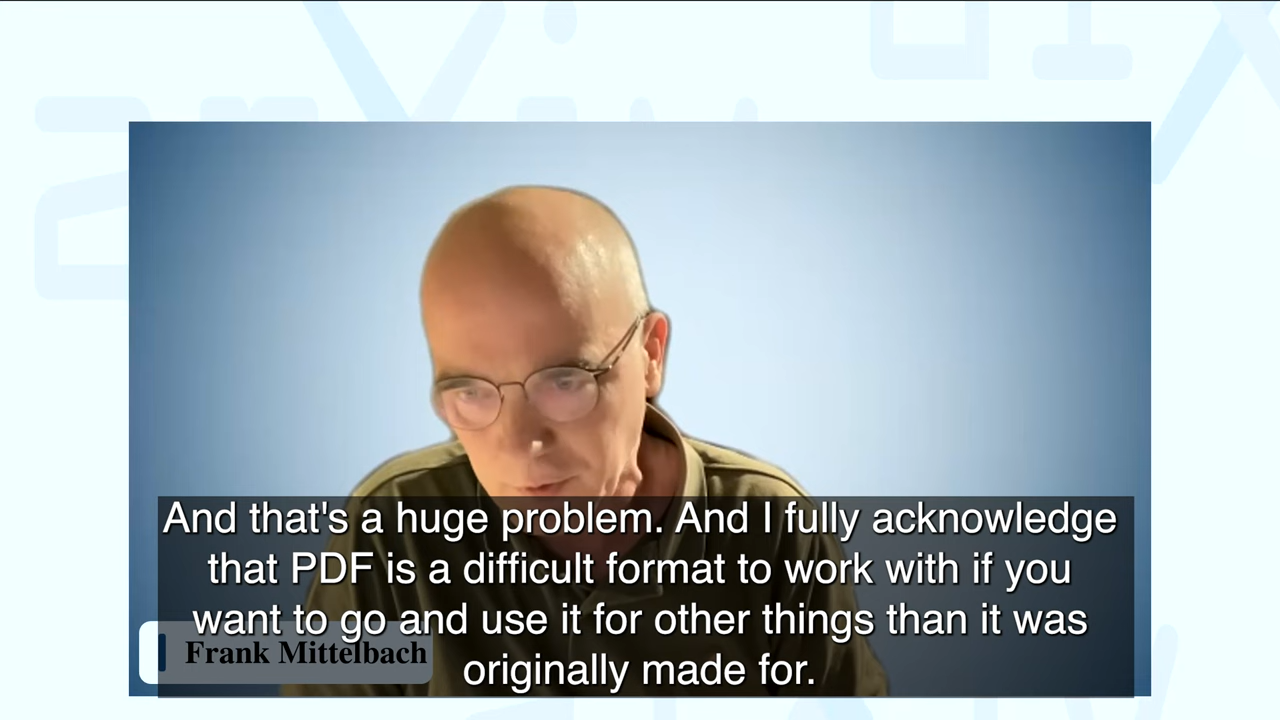 And that's a huge problem. And I fully acknowledge
that PDF is a difficult format to work with if you
want to go and use it for other things than it was
originally made for.
Frank Mittelbach